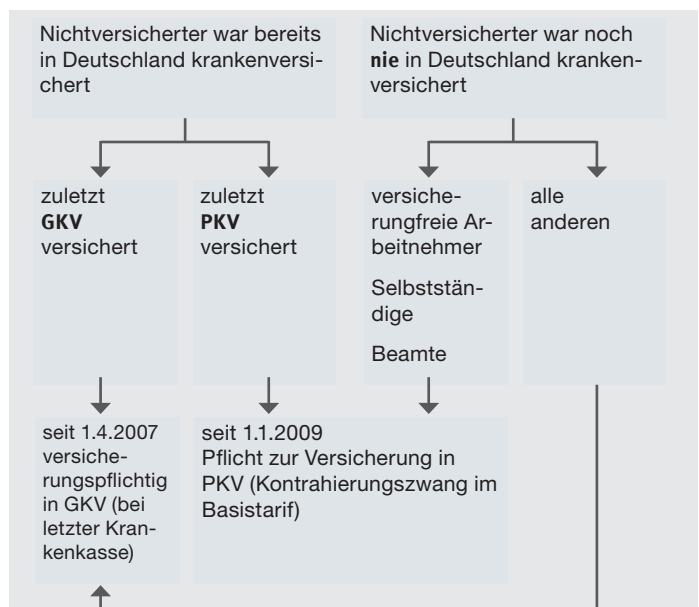 Nichtversicherter war bereits
in Deutschland krankenversi-
chert
Nichtversicherter war noch
nie in Deutschland kranken-
versichert
zuletzt
GKV
versichert
zuletzt
PKV
versichert
versiche-
rungfreie Ar-
beitnehmer
Selbststän-
dige
Beamte
alle
anderen
seit 1.4.2007
versiche-
rungspflichtig
in GKV (bei
letzter Kran-
kenkasse)
seit 1.1.2009
Pflicht zur Versicherung in
PKV (Kontrahierungszwang im
Basistarif)